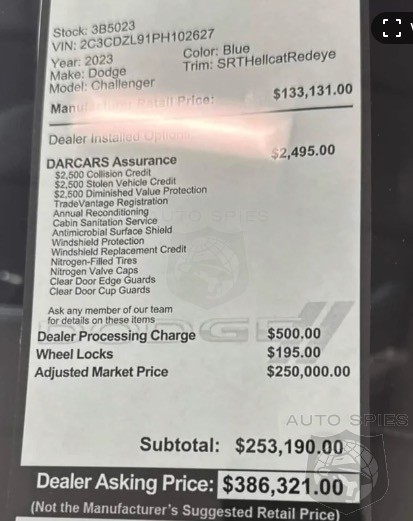 Stock: 3B5023
VIN: 2C3CDZL91PH102627
Year: 2023 Color: Blue
Make: Dodge Trim: SRTHellcatRedeye
Model: Challenger
Manufacturers Retail Price: $133,131.00
Dealer Installed Options
DARCARS Assurance $2,495.00
$2,500 Collision Credit
$2,500 Stolen Vehicle Credit
$2,500 Diminished Value Protection
TradeVantage Registration
Annual Reconditioning
Cabin Sanitation Service
Antimicrobial Surface Shield
Windshield Protection
Windshield Replacement Credit
Nitrogen-Filled Tires
Nitrogen Valve Caps
Clear Door Edge Guards
Clear Door Cup Guards
Ask any member of our team
for details on these items
DODGE
Dealer Processing Charge $500.00
Wheel Locks $195.00
Adjusted Market Price $250,000.00
AUTO SPIES
Subtotal: $253,190.00
Dealer Asking Price: $386,321.00
(Not the Manufacturer's Suggested Retail Price)